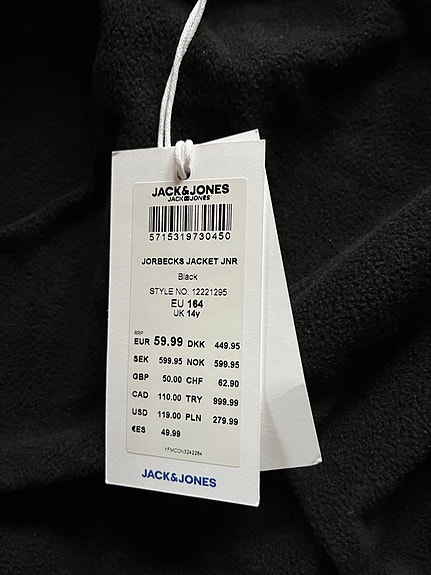 JACK&JONES
JACK&JONES
5715319730450
JORBECKS JACKET JNR
Black
STYLE NO. 12221295
EU 164
UK 14y
RRP
EUR 59.99 DKK 449.95
SEK 599.95 NOK 599.95
GBP 50.00 CHF 62.90
CAD 110.00 TRY 999.99
USD 119.00 PLN 279.99
€ES 49.99
YFMCON3242284
JACK&JONES